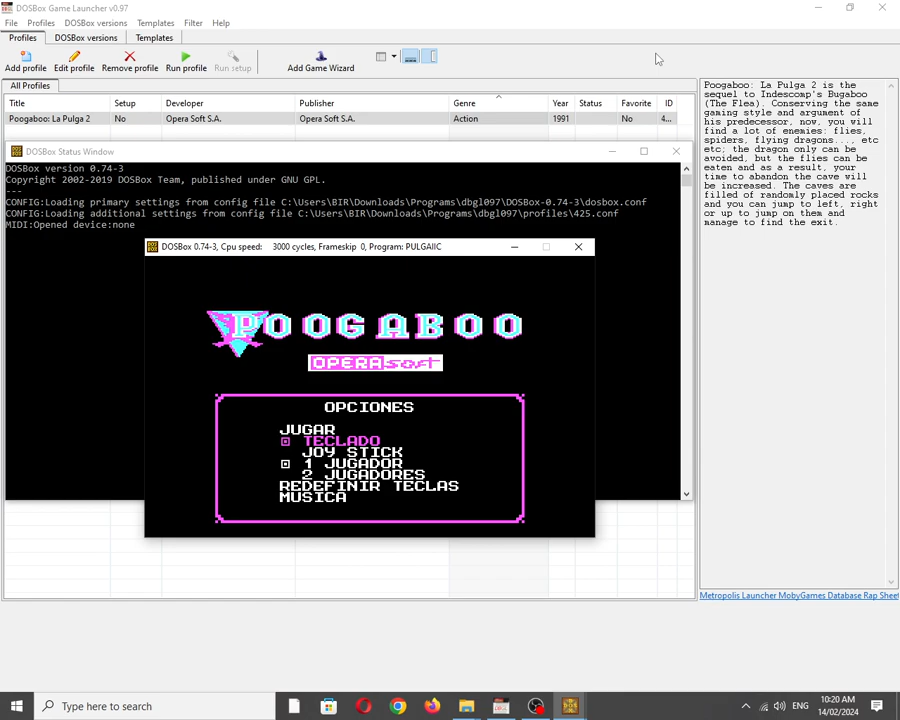 DOSBox Game Launcher v0.97
File Profiles DOSBox versions Templates Filter Help
Profiles DOSBox versions Templates
Add profile Edit profile Remove profile Run profile Run setup Add Game Wizard
All Profiles
Title Setup Developer Publisher Genre Year Status Favorite ID
Poogaboo: La Pulga 2 No Opera Soft S.A. Opera Soft S.A. Action 1991 No 4...
DOSBox Status Window
DOSBox version 0.74-3
Copyright 2002-2019 DOSBox Team, published under GNU GPL.
---
CONFIG:Loading primary settings from config file C:\Users\BIR\Downloads\Programs\dbgl097\DOSBox-0.74-3\dosbox.conf
CONFIG:Loading additional settings from config file C:\Users\BIR\Downloads\Programs\dbgl097\profiles\425.conf
MIDI:Opened device:none
DOSBox 0.74-3, Cpu speed: 3000 cycles, Frameskip 0, Program: PULGAIIC
POOGABOO
OPERA soft
OPCIONES
JUGAR
TECLADO
JOY STICK
1 JUGADOR
2 JUGADORES
REDEFINIR TECLAS
MUSICA
Poogaboo: La Pulga 2 is the
sequel to Indescomp's Bugaboo
(The Flea). Conserving the same
gaming style and argument of
his predecessor, now, you will
find a lot of enemies: flies,
spiders, flying dragons..., etc
etc; the dragon only can be
avoided, but the flies can be
eaten and as a result, your
time to abandon the cave will
be increased. The caves are
filled of randomly placed rocks
and you can jump to left, right
or up to jump on them and
manage to find the exit.
Metropolis Launcher MobyGames Database Rap Sheet
Type here to search
ENG
10:20 AM
14/02/2024